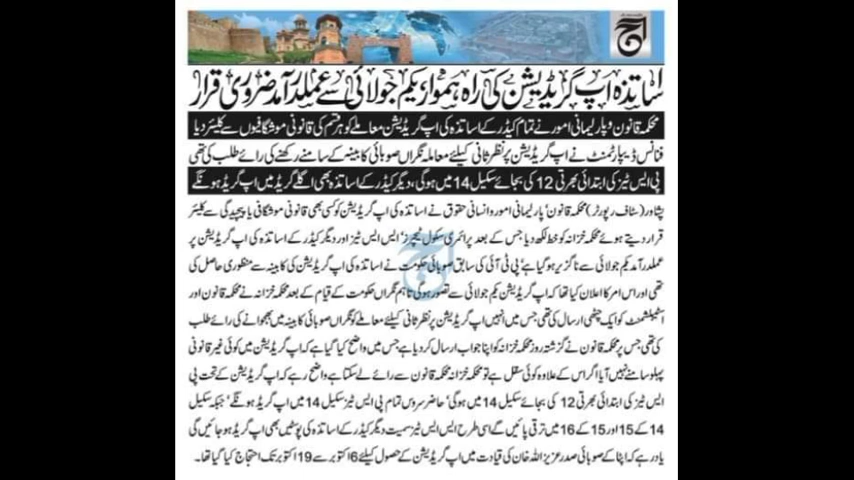 آج
اساتذہ اپ گریڈیشن کی راہ ہموار، یکم جولائی سے عملدرآمد ضروری قرار
محکمہ قانون و پارلیمانی امور نے تمام کیڈر کے اساتذہ کی اپ گریڈیشن معاملے کو ہر قسم کی قانونی موشگافیوں سے کلیئر کر دیا
فنانس ڈیپارٹمنٹ نے اپ گریڈیشن پر نظر ثانی کیلئے معاملہ نگراں صوبائی کابینہ کے سامنے رکھنے کی رائے طلب کی تھی
پی ایس ٹیز کی ابتدائی بھرتی 12 کی بجائے سکیل 14 میں ہوگی، دیگر کیڈر کے اساتذہ بھی اگلے گریڈ میں اپ گریڈ ہونگے
پشاور (سٹاف رپورٹر) محکمہ قانون' پارلیمانی امور و انسانی حقوق نے اساتذہ کی اپ گریڈیشن کو کسی بھی قانونی موشگافی یا پیچیدگی سے کلیئر
قرار دیتے ہوئے محکمہ خزانہ کو خط لکھ دیا جس کے بعد پرائمری سکول ٹیچرز' ایس ایس ٹیز اور دیگر کیڈر کے اساتذہ کی اپ گریڈیشن پر
عملدرآمد یکم جولائی سے ناگزیر ہو گیا ہے' پی ٹی آئی کی سابق صوبائی حکومت نے اساتذہ کی اپ گریڈیشن کی کابینہ سے منظوری حاصل کی
تھی اور اس امر کا اعلان کیا تھا کہ اپ گریڈیشن یکم جولائی سے تصور ہوگی تاہم نگراں حکومت کے قیام کے بعد محکمہ خزانہ نے محکمہ قانون اور
اسٹیبلشمنٹ کو ایک چٹھی ارسال کی تھی جس میں انہیں اپ گریڈیشن پر نظر ثانی کیلئے معاملے کو نگراں صوبائی کابینہ میں بھجوانے کی رائے طلب
کی تھی جس پر محکمہ قانون نے گزشتہ روز محکمہ خزانہ کو اپنا جواب ارسال کر دیا ہے جس میں واضح کیا گیا ہے کہ اپ گریڈیشن میں کوئی غیر قانونی
پہلو سامنے نہیں آیا اگر اس کے علاوہ کوئی سقل ہے تو محکمہ خزانہ محکمہ قانون سے رائے لے سکتا ہے واضح رہے کہ اپ گریڈیشن کے تحت پی
ایس ٹیز کی ابتدائی بھرتی 12 کی بجائے سکیل 14 میں ہوگی' حاضر سروس تمام پی ایس ٹیز سکیل 14 میں اپ گریڈ ہونگے' جبکہ سکیل
14 کے 15 اور 15 کے 16 میں ترقی پائیں گے اسی طرح ایس ایس ٹیز سمیت دیگر کیڈر کے اساتذہ کی پوسٹیں بھی اپ گریڈ ہو جائیں گی
یاد رہے کہ اپٹا کے صوبائی صدر عزیز اللہ خان کی قیادت میں اپ گریڈیشن کے حصول کیلئے 6 اکتوبر سے 19 اکتوبر تک احتجاج کیا گیا تھا۔